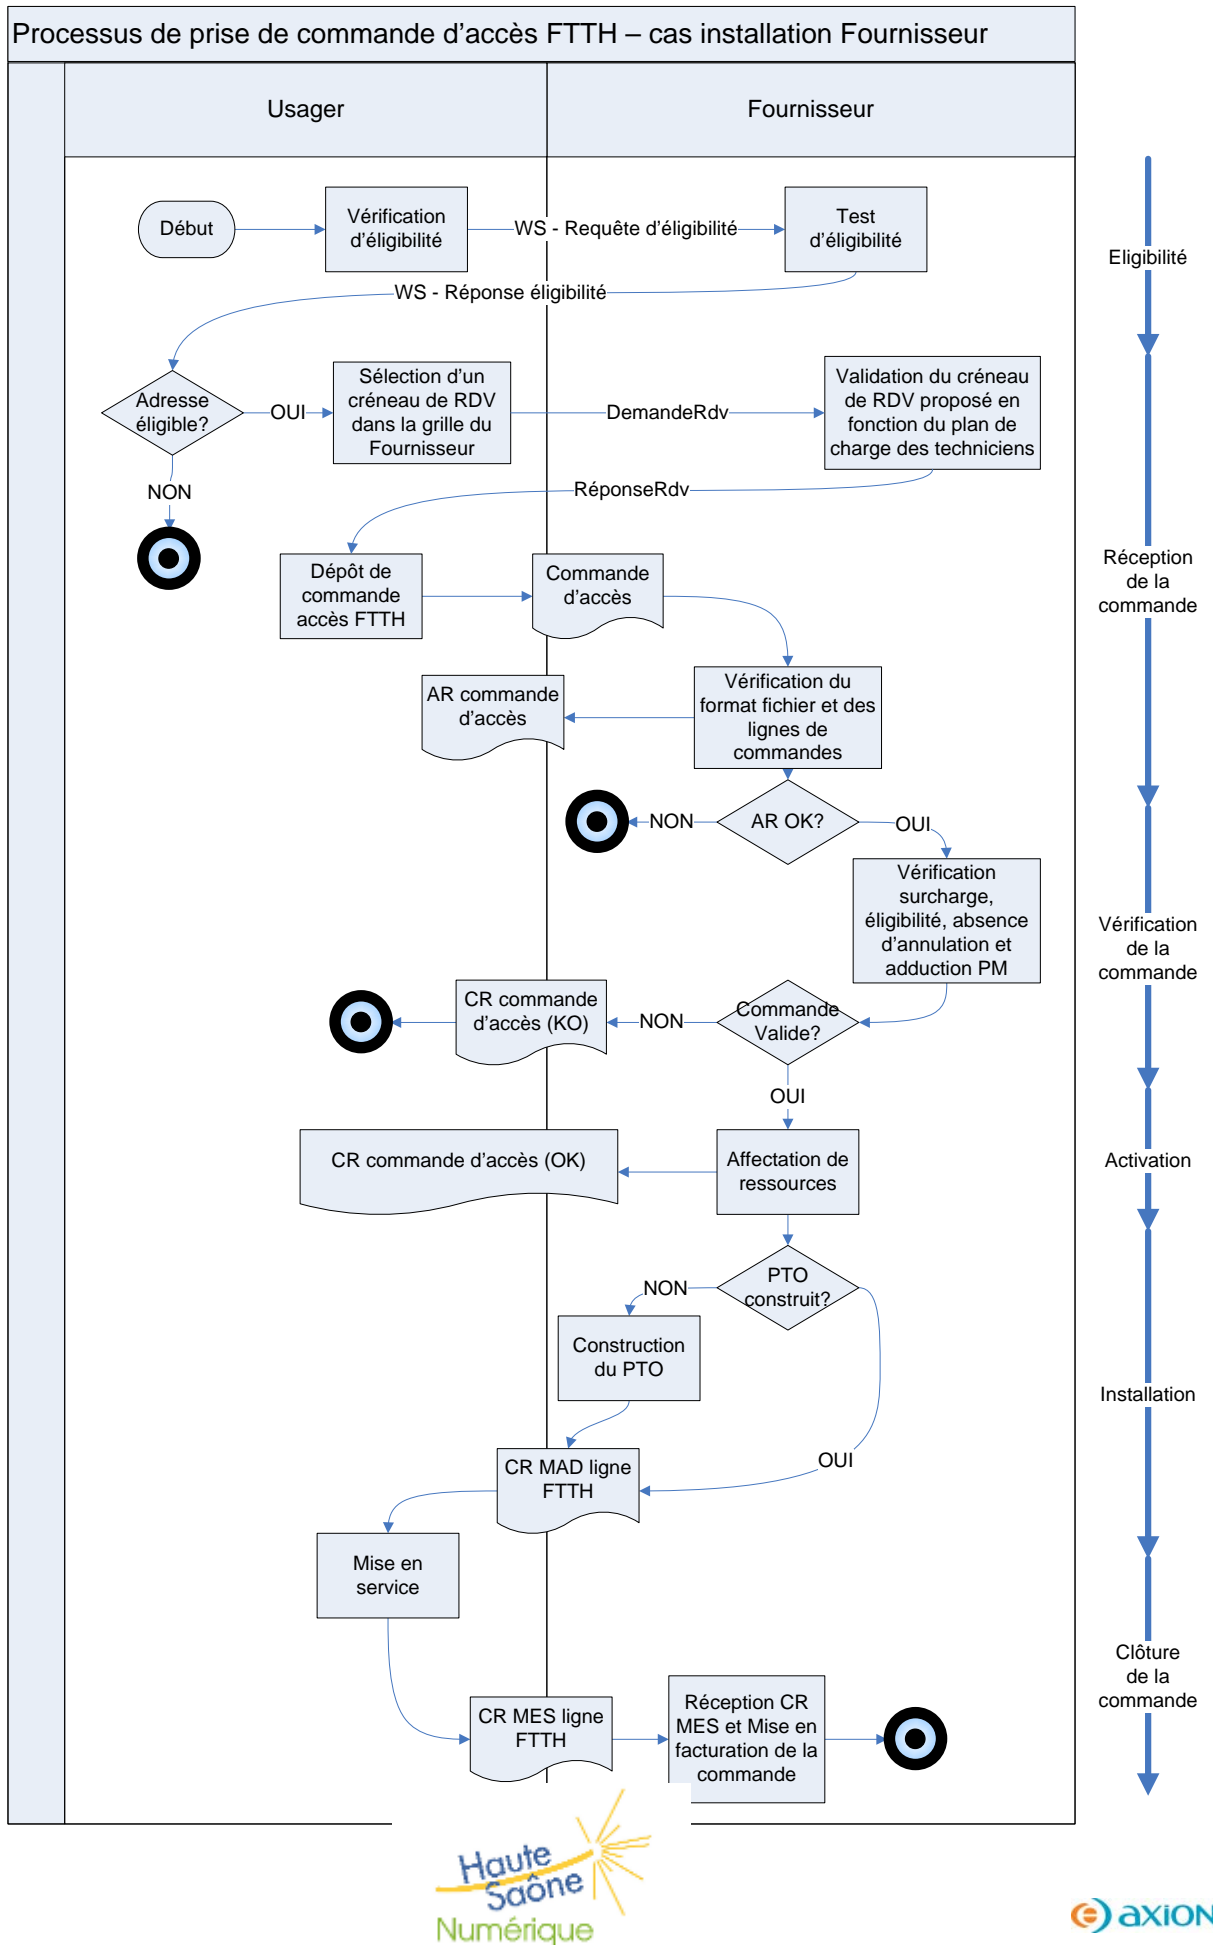 Processus de prise de commande d'accès FTTH – cas installation Fournisseur
Usager
Fournisseur
Début
Vérification
d'éligibilité
WS - Requête d'éligibilité
Test
d'éligibilité
Eligibilité
WS - Réponse éligibilité
Adresse
éligible?
OUI
Sélection d'un
créneau de RDV
dans la grille du
Fournisseur
DemandeRdv
Validation du créneau
de RDV proposé en
fonction du plan de
charge des techniciens
NON
RéponseRdv
Dépôt de
commande
accès FTTH
Commande
d'accès
Réception
de la
commande
AR commande
d'accès
Vérification du
format fichier et des
lignes de
commandes
NON
AR OK?
OUI
Vérification
surcharge,
éligibilité, absence
d'annulation et
adduction PM
Vérification
de la
commande
CR commande
d'accès (KO)
NON
Commande
Valide?
OUI
CR commande d'accès (OK)
Affectation de
ressources
Activation
PTO
construit?
NON
Construction
du PTO
Installation
OUI
CR MAD ligne
FTTH
Mise en
service
Clôture
de la
commande
CR MES ligne
FTTH
Réception CR
MES et Mise en
facturation de la
commande
Haute
Saône
Numérique
axion